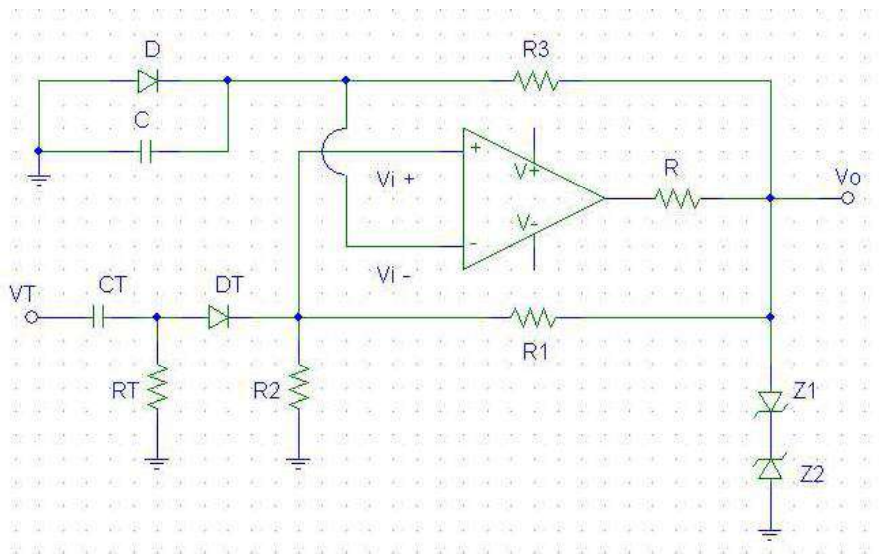 D
R3
C
+
V+
R
Vo
Vi +
V-
-
Vi -
VT
CT
DT
R1
RT
R2
Z1
Z2